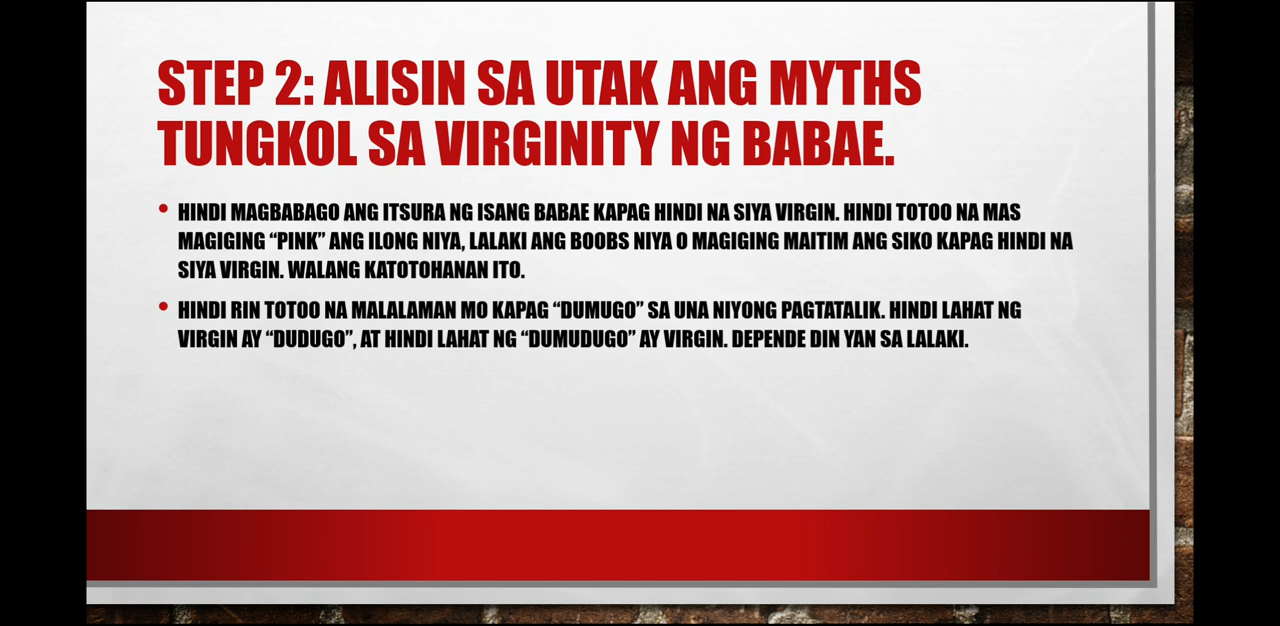 STEP 2: ALISIN SA UTAK ANG MYTHS
TUNGKOL SA VIRGINITY NG BABAE.
• HINDI MAGBABAGO ANG ITSURA NG ISANG BABAE KAPAG HINDI NA SIYA VIRGIN. HINDI TOTOO NA MAS
MAGIGING “PINK” ANG ILONG NIYA, LALAKI ANG BOOBS NIYA O MAGIGING MAITIM ANG SIKO KAPAG HINDI NA
SIYA VIRGIN. WALANG KATOTOHANAN ITO.
• HINDI RIN TOTOO NA MALALAMAN MO KAPAG “DUMUGO” SA UNA NIYONG PAGTATALIK. HINDI LAHAT NG
VIRGIN AY “DUDUGO”, AT HINDI LAHAT NG “DUMUDUGO” AY VIRGIN. DEPENDE DIN YAN SA LALAKI.